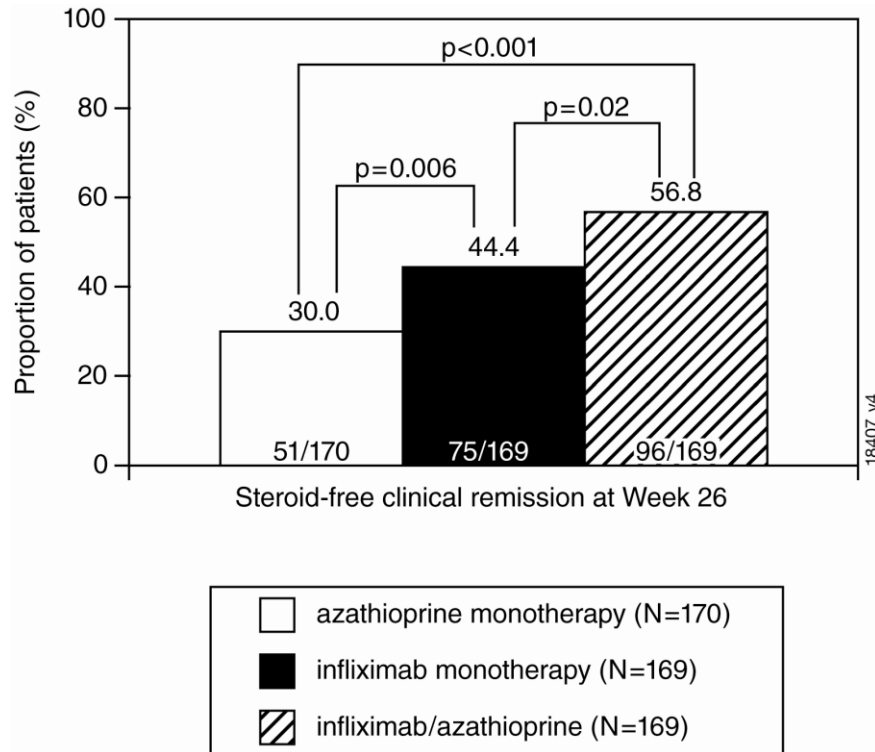 100
p<0.001
80
p=0.02
p=0.006
60
56.8
44.4
40
30.0
20
51/170 75/169 96/169
0
Proportion of patients (%)
18407_v4
Steroid-free clinical remission at Week 26
azathioprine monotherapy (N=170)
infliximab monotherapy (N=169)
infliximab/azathioprine (N=169)